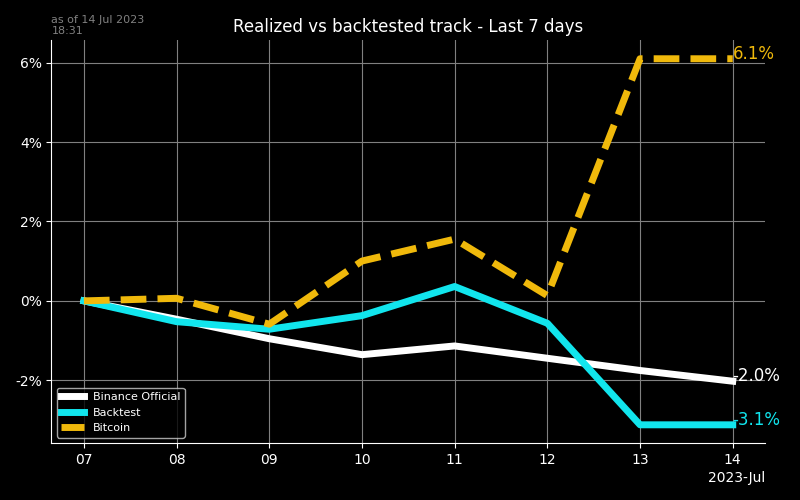 as of 14 Jul 2023
18:31
Realized vs backtested track - Last 7 days
6%
4%
2%
0%
-2%
6.1%
-2.0%
-3.1%
Binance Official
Backtest
Bitcoin
07 08 09 10 11 12 13 14
2023-Jul